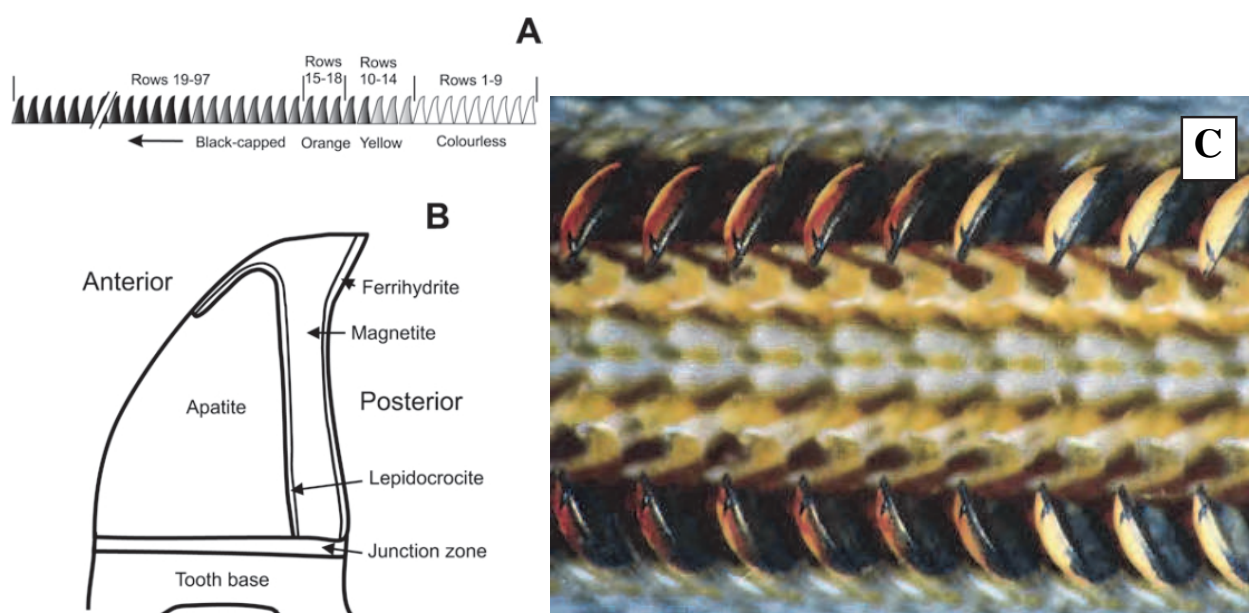 A
Rows 19-97
Rows
15-18
Rows
10-14
Rows 1-9
Black-capped
Orange
Yellow
Colourless
B
Anterior
Ferrihydrite
Magnetite
Apatite
Posterior
Lepidocrocite
Junction zone
Tooth base
C